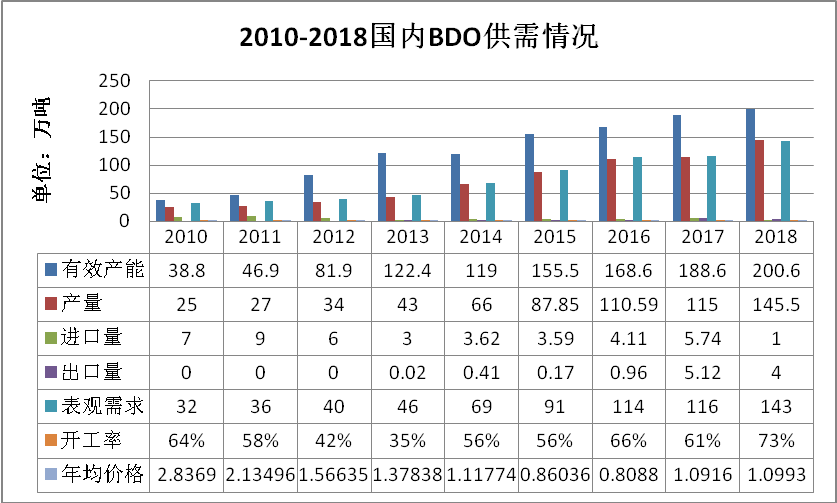 2010-2018国内BDO供需情况
单位：万吨
250
200
150
100
50
0
2010 2011 2012 2013 2014 2015 2016 2017 2018
有效产能 38.8 46.9 81.9 122.4 119 155.5 168.6 188.6 200.6
产量 25 27 34 43 66 87.85 110.59 115 145.5
进口量 7 9 6 3 3.62 3.59 4.11 5.74 1
出口量 0 0 0 0.02 0.41 0.17 0.96 5.12 4
表观需求 32 36 40 46 69 91 114 116 143
开工率 64% 58% 42% 35% 56% 56% 66% 61% 73%
年均价格 2.8369 2.13496 1.56635 1.37838 1.11774 0.86036 0.8088 1.0916 1.0993